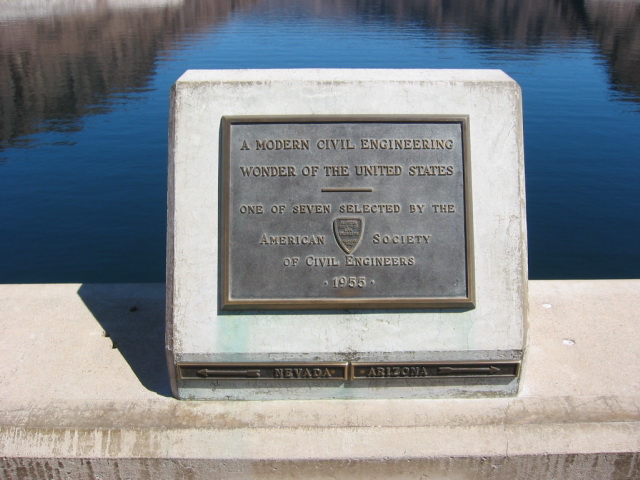 A MODERN CIVIL ENGINEERING
WONDER OF THE UNITED STATES
ONE OF SEVEN SELECTED BY THE
AMERICAN SOCIETY
OF CIVIL ENGINEERS
· 1955 ·
NEVADA · ARIZONA